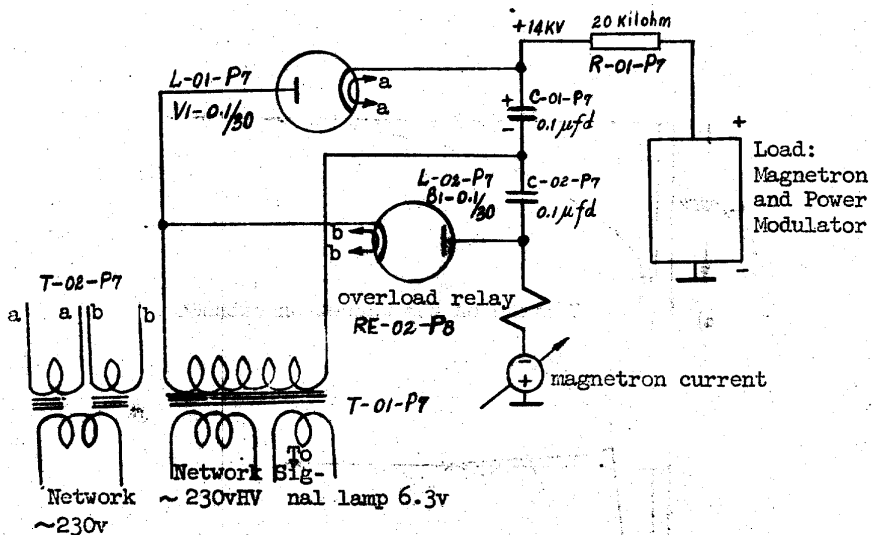 +14KV
20 Kilohm
R-01-P7
L-01-P7
V1-0.1/30
a
a
+
-
C-01-P7
0.1 µfd
L-02-P7
B1-0.1/30
C-02-P7
0.1 µfd
b
b
+
-
Load:
Magnetron
and Power
Modulator
overload relay
RE-02-P8
-
+
magnetron current
T-02-P7
a a b b
T-01-P7
Network
~230v
Network
~ 230vHV
To
Sig-
nal lamp 6.3v